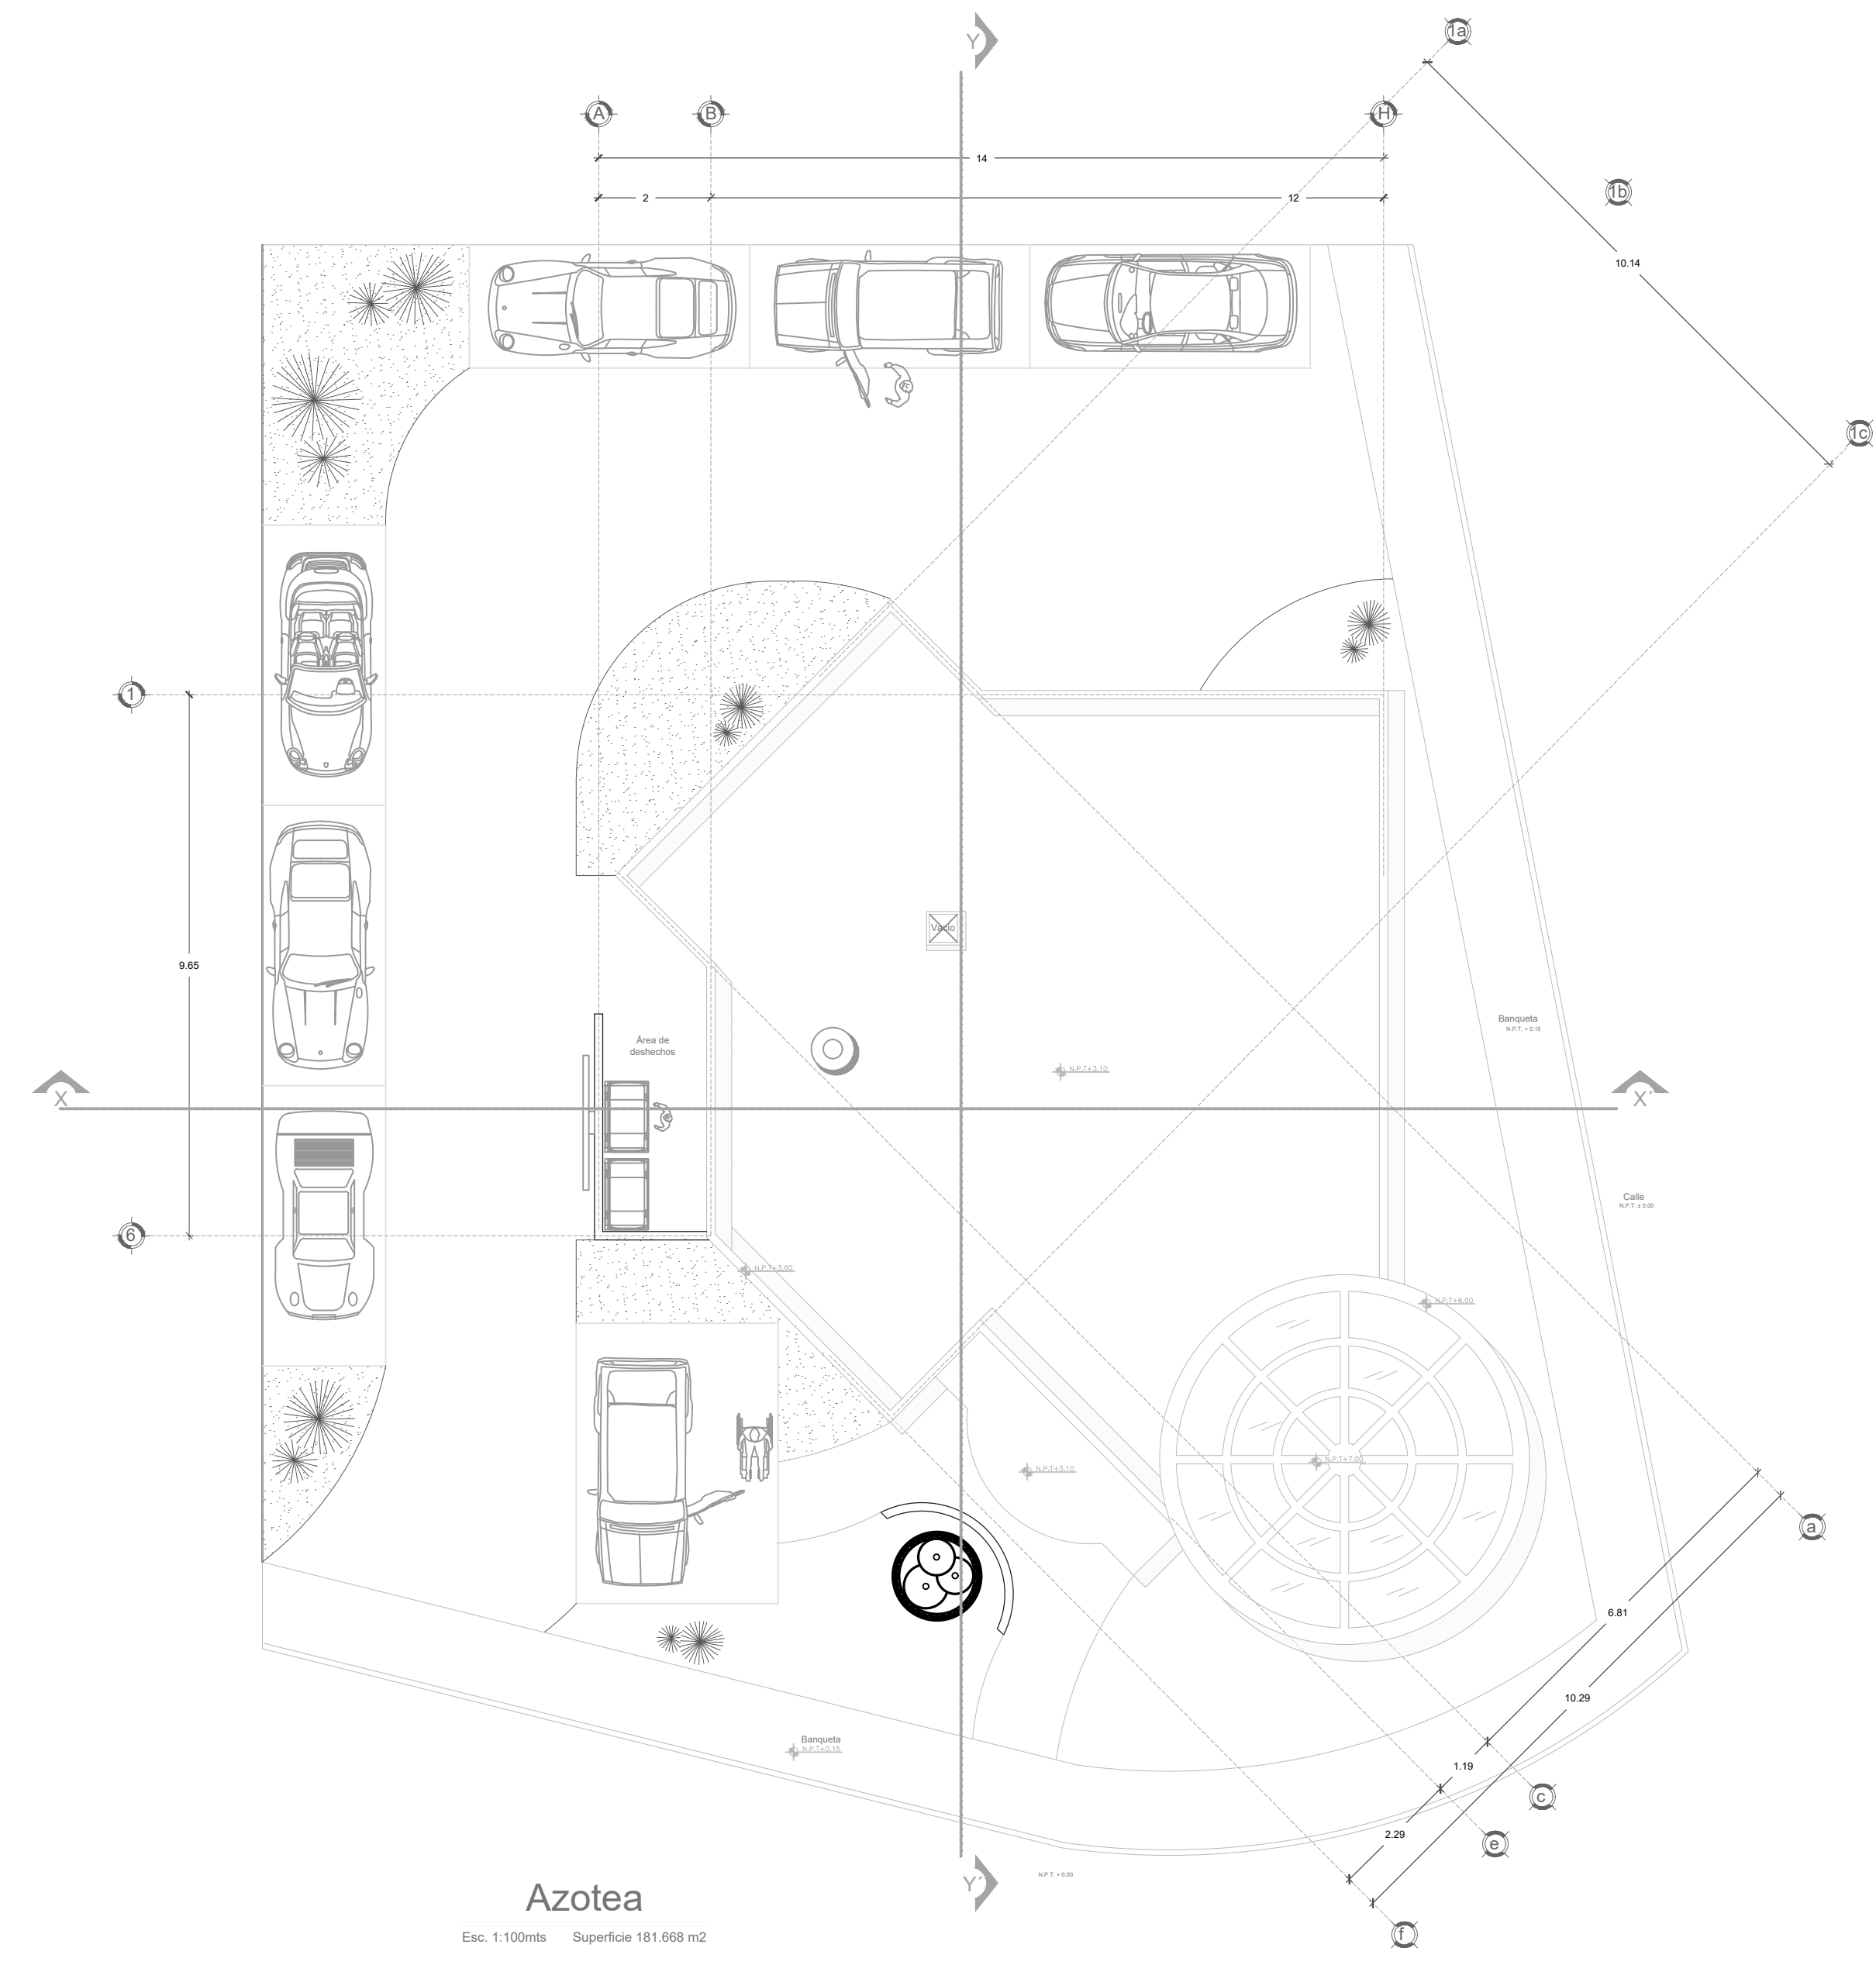 Y
1a
A
B
H
14
1b
2
12
10.14
1c
1
Vacío
9.65
Banqueta
N.P.T. + 0.15
Área de
deshechos
N.P.T+3.10
X
X´
Calle
N.P.T. ± 0.00
6
N.P.T+3.60
N.P.T+6.00
N.P.T+7.00
N.P.T+3.10
a
6.81
10.29
Banqueta
N.P.T+0.15
1.19
c
2.29
e
N.P.T. + 0.00
Y´
Azotea
f
Esc. 1:100mts Superficie 181.668 m2